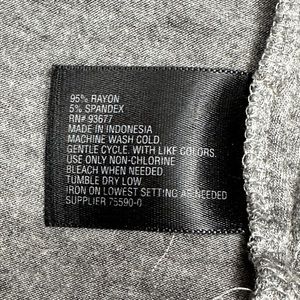 95% RAYON
5% SPANDEX
RN# 93677
MADE IN INDONESIA
MACHINE WASH COLD.
GENTLE CYCLE, WITH LIKE COLORS.
USE ONLY NON-CHLORINE
BLEACH WHEN NEEDED
TUMBLE DRY LOW
IRON ON LOWEST SETTING AS NEEDED
SUPPLIER 75590-0